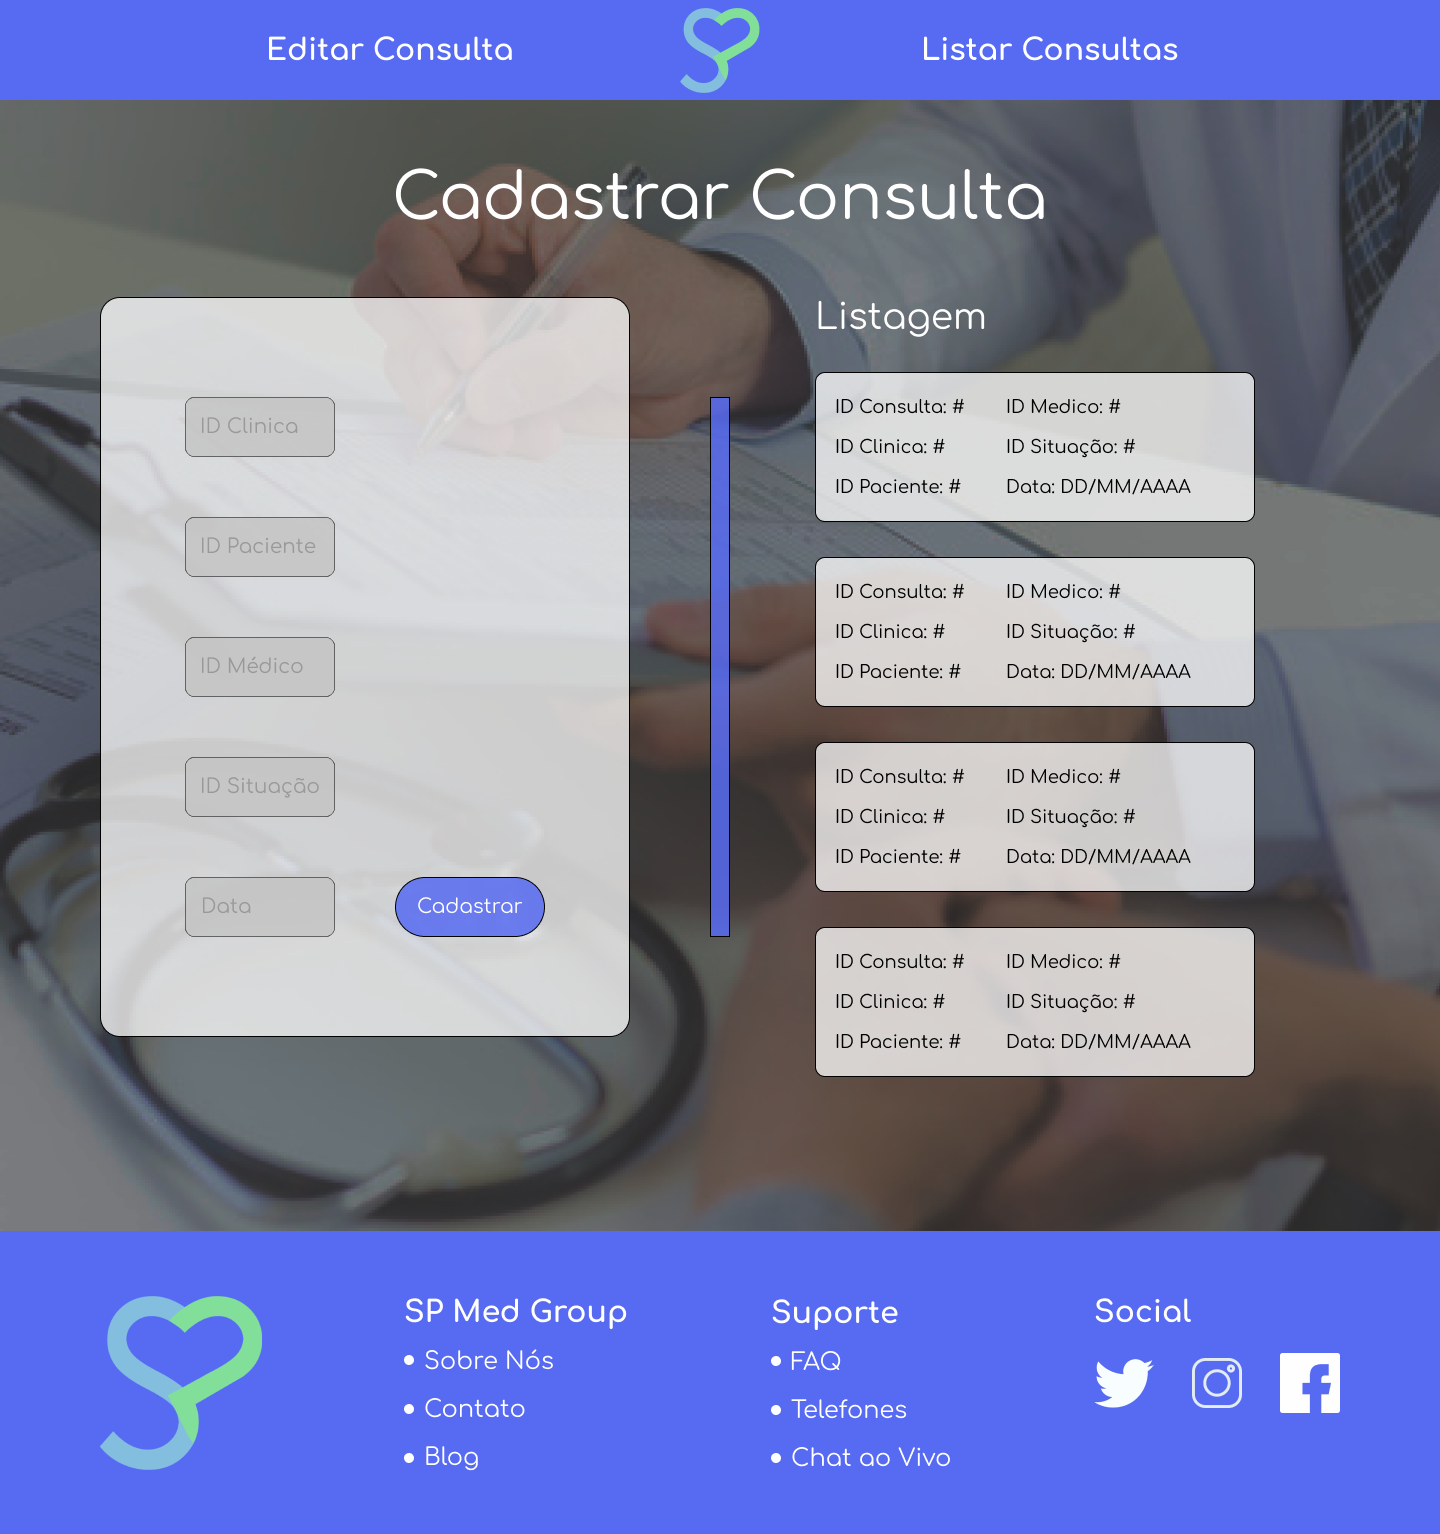 Editar Consulta
Listar Consultas
Cadastrar Consulta
ID Clinica
ID Paciente
ID Médico
ID Situação
Data
Cadastrar
Listagem
ID Consulta: # ID Medico: #
ID Clinica: # ID Situação: #
ID Paciente: # Data: DD/MM/AAAA
ID Consulta: # ID Medico: #
ID Clinica: # ID Situação: #
ID Paciente: # Data: DD/MM/AAAA
ID Consulta: # ID Medico: #
ID Clinica: # ID Situação: #
ID Paciente: # Data: DD/MM/AAAA
ID Consulta: # ID Medico: #
ID Clinica: # ID Situação: #
ID Paciente: # Data: DD/MM/AAAA
SP Med Group
Sobre Nós
Contato
Blog
Suporte
FAQ
Telefones
Chat ao Vivo
Social